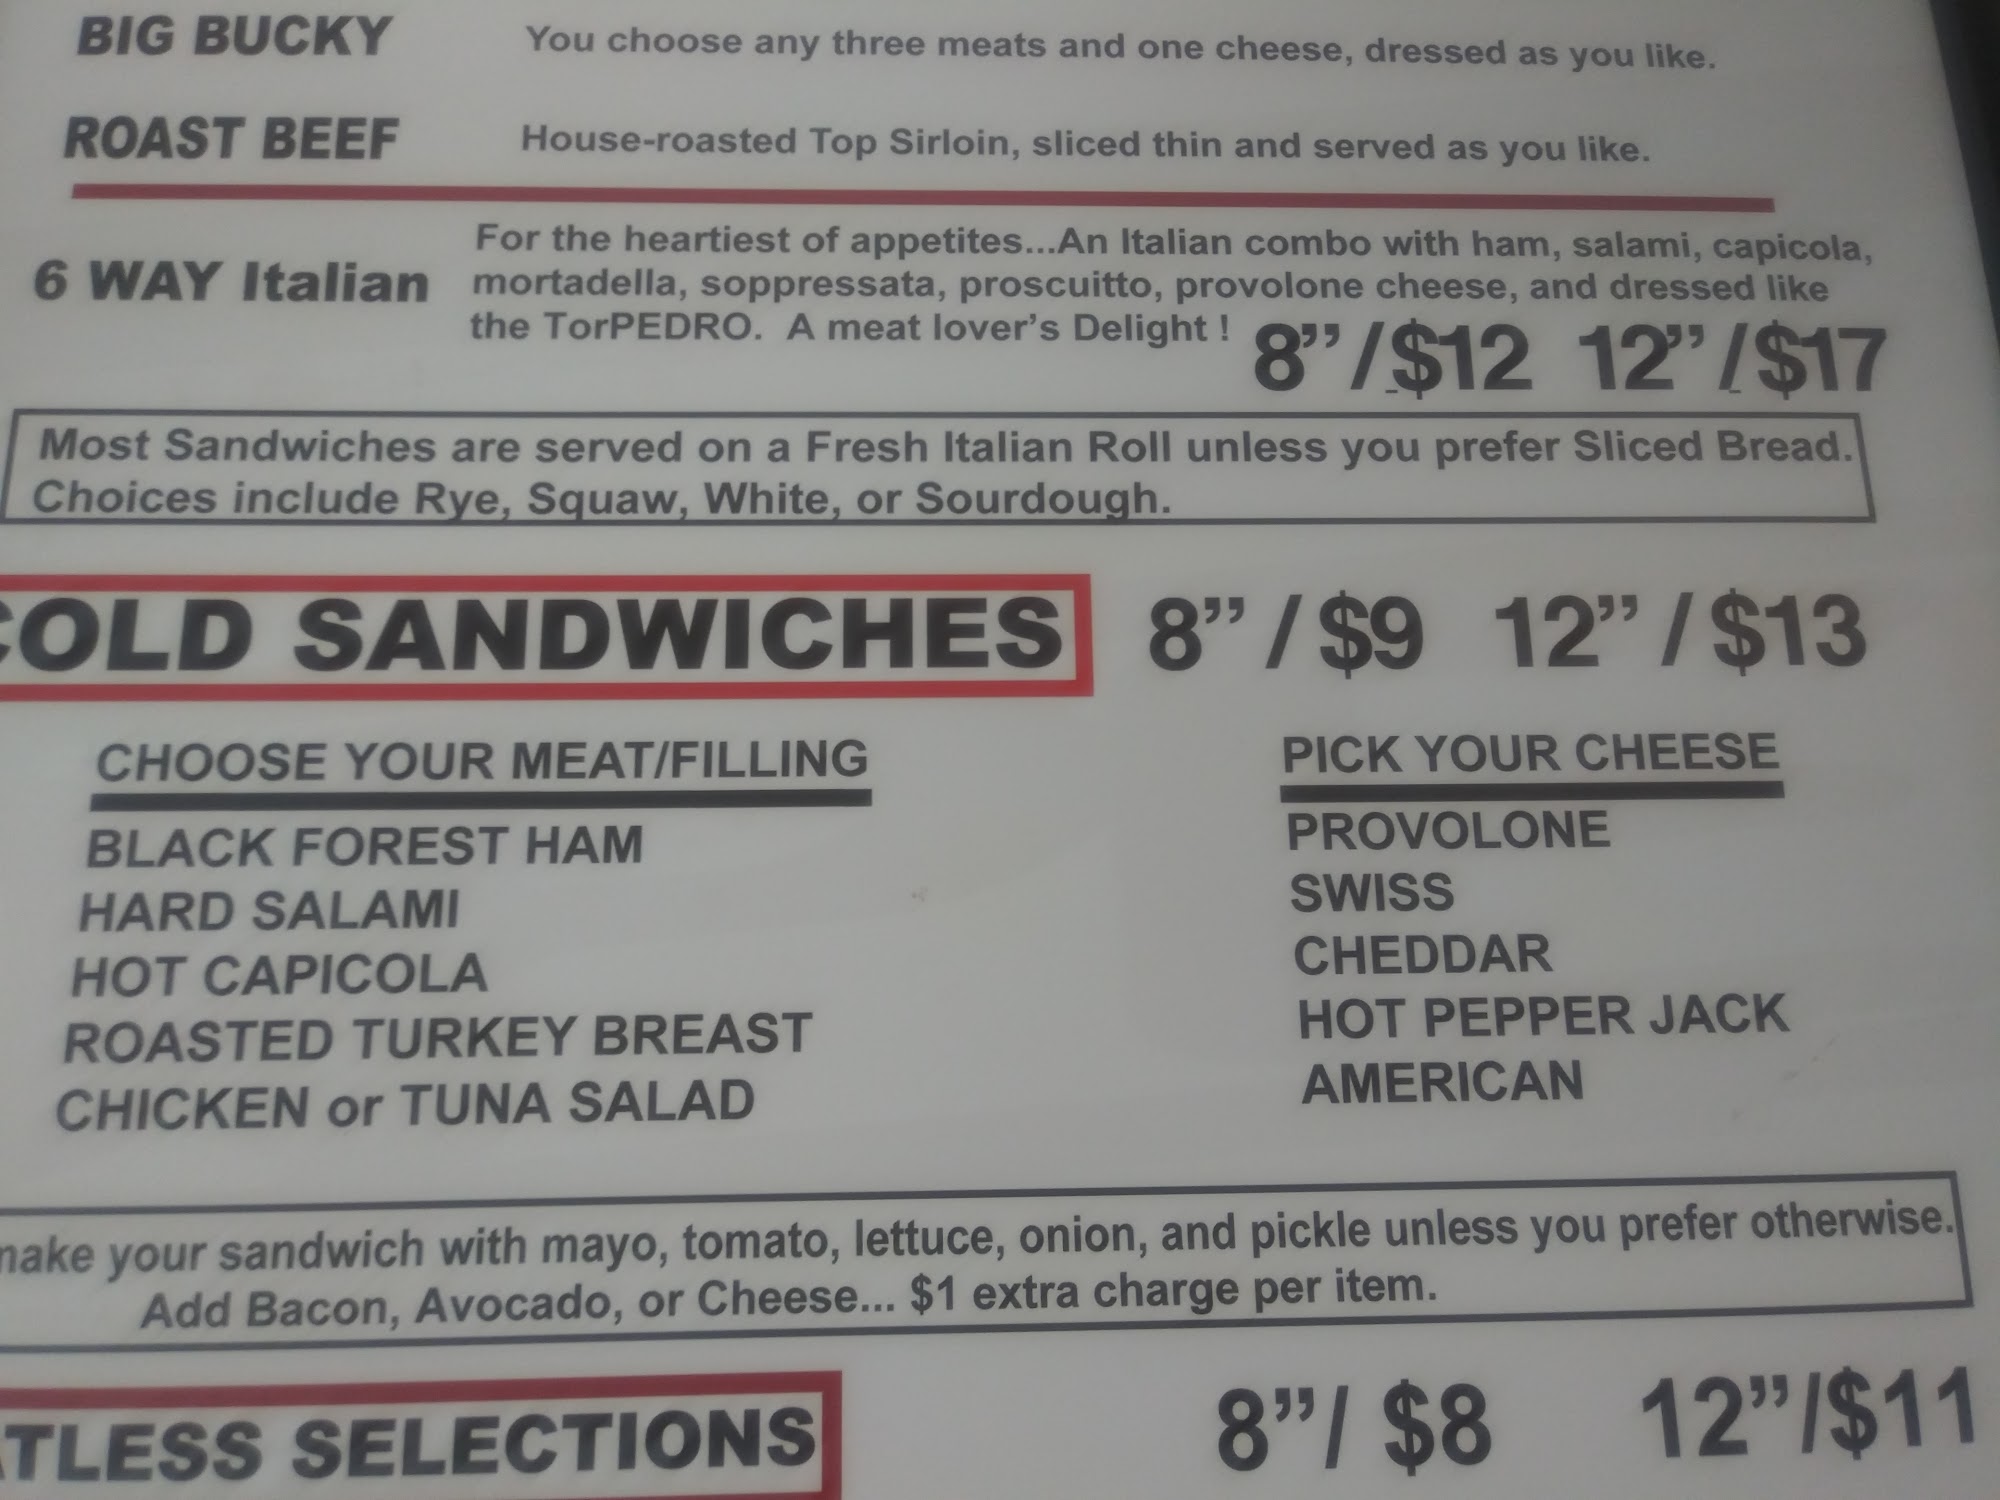 BIG BUCKY You choose any three meats and one cheese, dressed as you like.
ROAST BEEF House-roasted Top Sirloin, sliced thin and served as you like.
6 WAY Italian
For the heartiest of appetites...An Italian combo with ham, salami, capicola,
mortadella, soppressata, proscuitto, provolone cheese, and dressed like
the TorPEDRO. A meat lover's Delight !
8”/$12 12”/$17
Most Sandwiches are served on a Fresh Italian Roll unless you prefer Sliced Bread.
Choices include Rye, Squaw, White, or Sourdough.
COLD SANDWICHES 8” / $9 12” / $13
CHOOSE YOUR MEAT/FILLING
BLACK FOREST HAM
HARD SALAMI
HOT CAPICOLA
ROASTED TURKEY BREAST
CHICKEN or TUNA SALAD
PICK YOUR CHEESE
PROVOLONE
SWISS
CHEDDAR
HOT PEPPER JACK
AMERICAN
make your sandwich with mayo, tomato, lettuce, onion, and pickle unless you prefer otherwise.
Add Bacon, Avocado, or Cheese... $1 extra charge per item.
TLESS SELECTIONS 8”/ $8 12”/$11